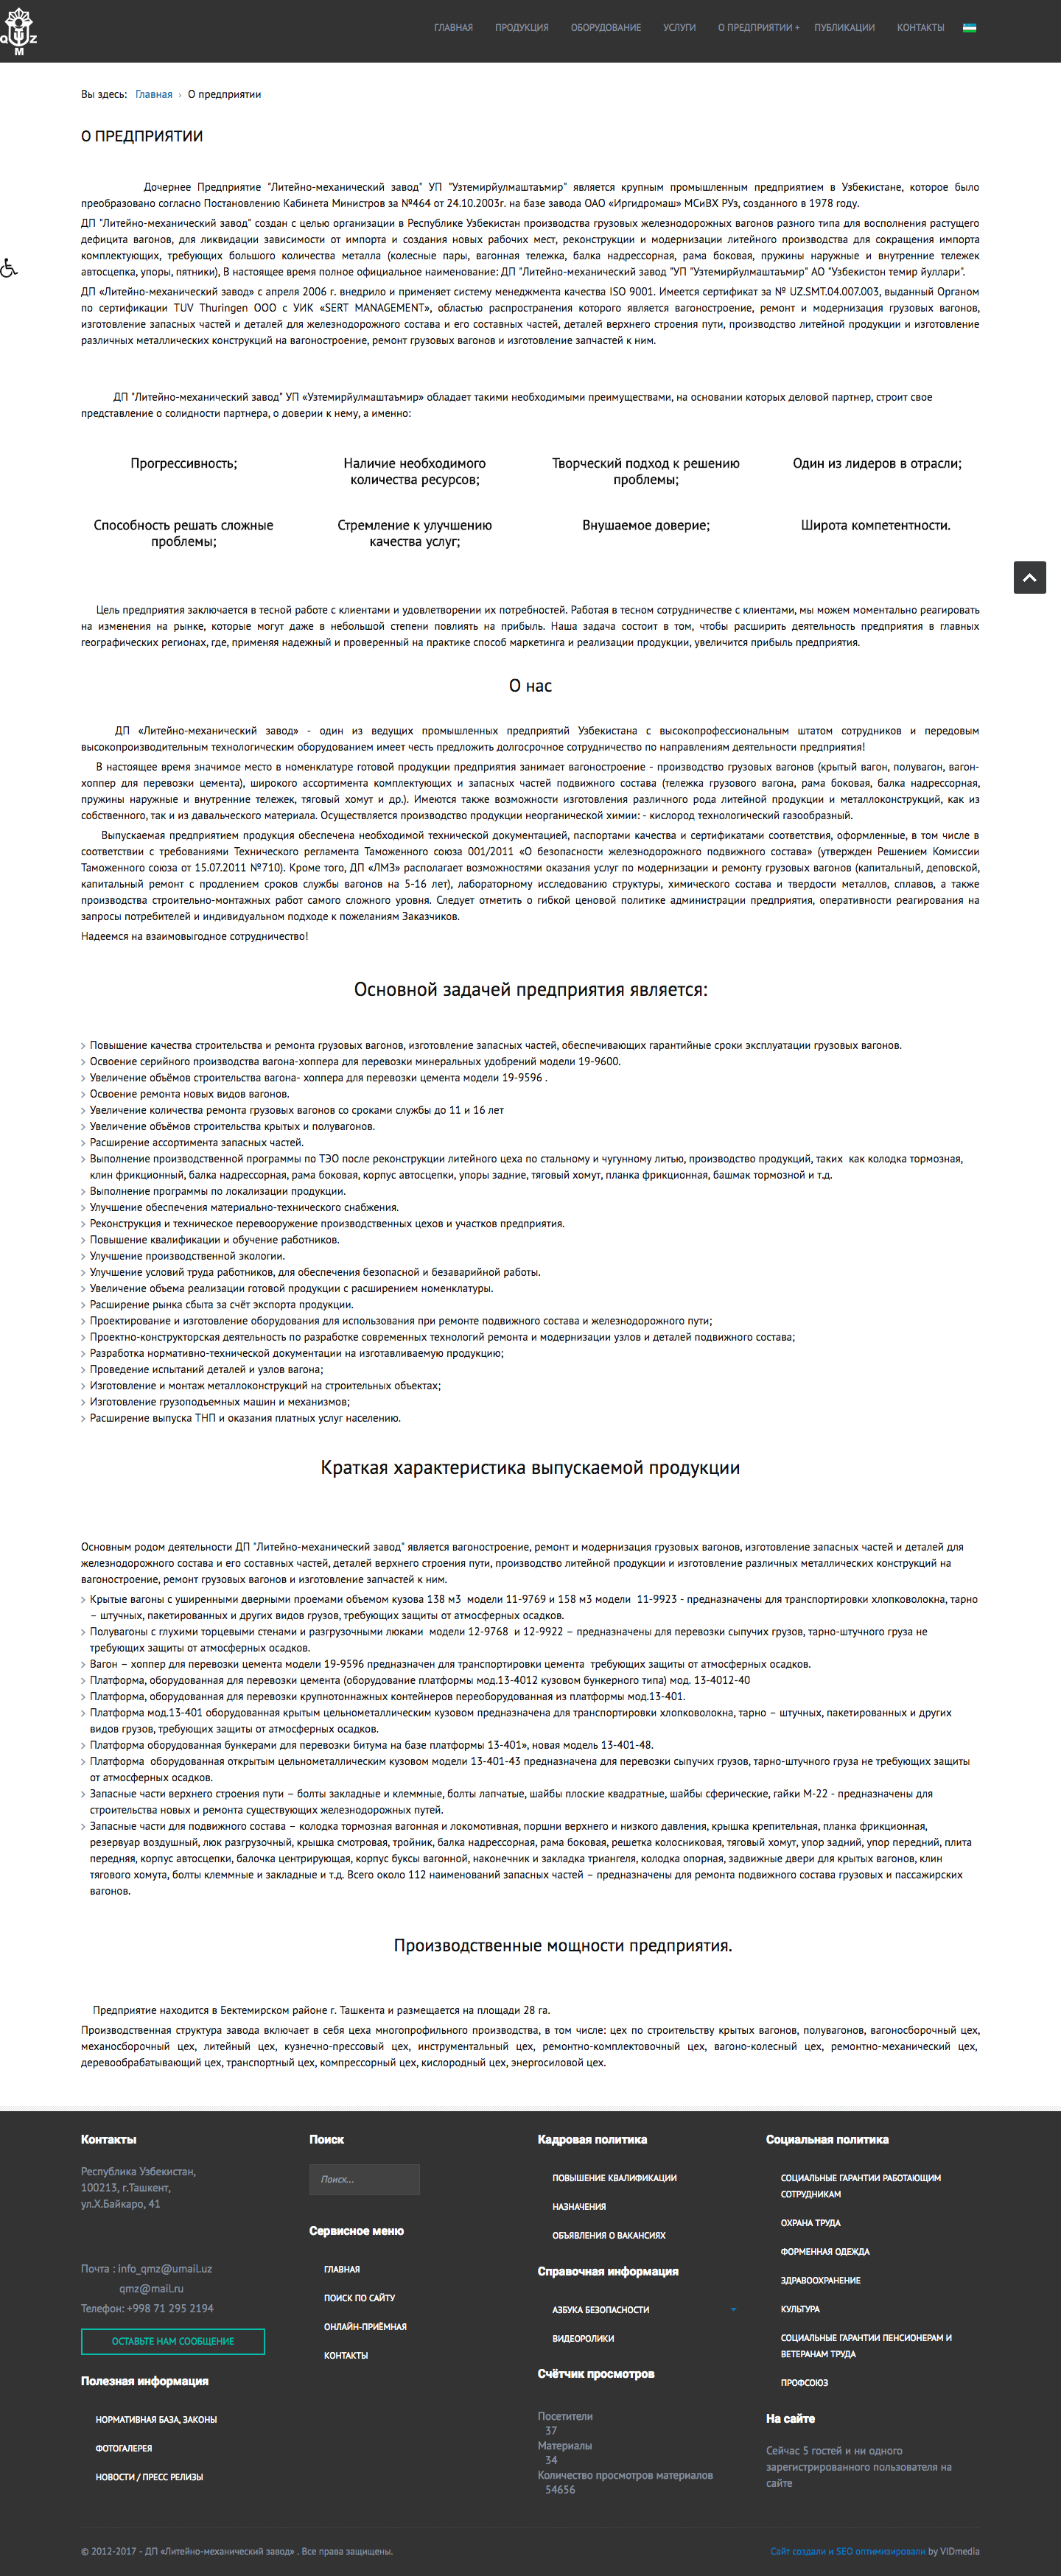 QMZ
ГЛАВНАЯ ПРОДУКЦИЯ ОБОРУДОВАНИЕ УСЛУГИ О ПРЕДПРИЯТИИ + ПУБЛИКАЦИИ КОНТАКТЫ
Вы здесь: Главная › О предприятии
О ПРЕДПРИЯТИИ
Дочернее Предприятие "Литейно-механический завод" УП "Узтемирйулмаштаъмир" является крупным промышленным предприятием в Узбекистане, которое было
преобразовано согласно Постановлению Кабинета Министров за №464 от 24.10.2003г. на базе завода ОАО «Иргидромаш» МСиВХ РУз, созданного в 1978 году.
ДП "Литейно-механический завод" создан с целью организации в Республике Узбекистан производства грузовых железнодорожных вагонов разного типа для восполнения растущего
дефицита вагонов, для ликвидации зависимости от импорта и создания новых рабочих мест, реконструкции и модернизации литейного производства для сокращения импорта
комплектующих, требующих большого количества металла (колесные пары, вагонная тележка, балка надрессорная, рама боковая, пружины наружные и внутренние тележек
автосцепка, упоры, пятники), В настоящее время полное официальное наименование: ДП "Литейно-механический завод "УП "Узтемирйулмаштаъмир" АО "Узбекистон темир йуллари".
ДП «Литейно-механический завод» с апреля 2006 г. внедрило и применяет систему менеджмента качества ISO 9001. Имеется сертификат за № UZ.SMT.04.007.003, выданный Органом
по сертификации TUV Thuringen ООО с УИК «SERT MANAGEMENT», областью распространения которого является вагоностроение, ремонт и модернизация грузовых вагонов,
изготовление запасных частей и деталей для железнодорожного состава и его составных частей, деталей верхнего строения пути, производство литейной продукции и изготовление
различных металлических конструкций на вагоностроение, ремонт грузовых вагонов и изготовление запчастей к ним.
ДП "Литейно-механический завод" УП «Узтемирйулмаштаъмир» обладает такими необходимыми преимуществами, на основании которых деловой партнер, строит свое
представление о солидности партнера, о доверии к нему, а именно:
Прогрессивность; Наличие необходимого Творческий подход к решению Один из лидеров в отрасли;
количества ресурсов; проблемы;
Способность решать сложные Стремление к улучшению Внушаемое доверие; Широта компетентности.
проблемы; качества услуг;
Цель предприятия заключается в тесной работе с клиентами и удовлетворении их потребностей. Работая в тесном сотрудничестве с клиентами, мы можем моментально реагировать
на изменения на рынке, которые могут даже в небольшой степени повлиять на прибыль. Наша задача состоит в том, чтобы расширить деятельность предприятия в главных
географических регионах, где, применяя надежный и проверенный на практике способ маркетинга и реализации продукции, увеличится прибыль предприятия.
О нас
ДП «Литейно-механический завод» - один из ведущих промышленных предприятий Узбекистана с высокопрофессиональным штатом сотрудников и передовым
высокопроизводительным технологическим оборудованием имеет честь предложить долгосрочное сотрудничество по направлениям деятельности предприятия!
В настоящее время значимое место в номенклатуре готовой продукции предприятия занимает вагоностроение - производство грузовых вагонов (крытый вагон, полувагон, вагон-
хоппер для перевозки цемента), широкого ассортимента комплектующих и запасных частей подвижного состава (тележка грузового вагона, рама боковая, балка надрессорная,
пружины наружные и внутренние тележек, тяговый хомут и др.). Имеются также возможности изготовления различного рода литейной продукции и металлоконструкций, как из
собственного, так и из давальческого материала. Осуществляется производство продукции неорганической химии: - кислород технологический газообразный.
Выпускаемая предприятием продукция обеспечена необходимой технической документацией, паспортами качества и сертификатами соответствия, оформленные, в том числе в
соответствии с требованиями Технического регламента Таможенного союза 001/2011 «О безопасности железнодорожного подвижного состава» (утвержден Решением Комиссии
Таможенного союза от 15.07.2011 №710). Кроме того, ДП «ЛМЗ» располагает возможностями оказания услуг по модернизации и ремонту грузовых вагонов (капитальный, деповской,
капитальный ремонт с продлением сроков службы вагонов на 5-16 лет), лабораторному исследованию структуры, химического состава и твердости металлов, сплавов, а также
производства строительно-монтажных работ самого сложного уровня. Следует отметить о гибкой ценовой политике администрации предприятия, оперативности реагирования на
запросы потребителей и индивидуальном подходе к пожеланиям Заказчиков.
Надеемся на взаимовыгодное сотрудничество!
Основной задачей предприятия является:
Повышение качества строительства и ремонта грузовых вагонов, изготовление запасных частей, обеспечивающих гарантийные сроки эксплуатации грузовых вагонов.
Освоение серийного производства вагона-хоппера для перевозки минеральных удобрений модели 19-9600.
Увеличение объёмов строительства вагона- хоппера для перевозки цемента модели 19-9596 .
Освоение ремонта новых видов вагонов.
Увеличение количества ремонта грузовых вагонов со сроками службы до 11 и 16 лет
Увеличение объёмов строительства крытых и полувагонов.
Расширение ассортимента запасных частей.
Выполнение производственной программы по ТЭО после реконструкции литейного цеха по стальному и чугунному литью, производство продукций, таких как колодка тормозная,
клин фрикционный, балка надрессорная, рама боковая, корпус автосцепки, упоры задние, тяговый хомут, планка фрикционная, башмак тормозной и т.д.
Выполнение программы по локализации продукции.
Улучшение обеспечения материально-технического снабжения.
Реконструкция и техническое перевооружение производственных цехов и участков предприятия.
Повышение квалификации и обучение работников.
Улучшение производственной экологии.
Улучшение условий труда работников, для обеспечения безопасной и безаварийной работы.
Увеличение объема реализации готовой продукции с расширением номенклатуры.
Расширение рынка сбыта за счёт экспорта продукции.
Проектирование и изготовление оборудования для использования при ремонте подвижного состава и железнодорожного пути;
Проектно-конструкторская деятельность по разработке современных технологий ремонта и модернизации узлов и деталей подвижного состава;
Разработка нормативно-технической документации на изготавливаемую продукцию;
Проведение испытаний деталей и узлов вагона;
Изготовление и монтаж металлоконструкций на строительных объектах;
Изготовление грузоподъемных машин и механизмов;
Расширение выпуска ТНП и оказания платных услуг населению.
Краткая характеристика выпускаемой продукции
Основным родом деятельности ДП "Литейно-механический завод" является вагоностроение, ремонт и модернизация грузовых вагонов, изготовление запасных частей и деталей для
железнодорожного состава и его составных частей, деталей верхнего строения пути, производство литейной продукции и изготовление различных металлических конструкций на
вагоностроение, ремонт грузовых вагонов и изготовление запчастей к ним.
Крытые вагоны с уширенными дверными проемами объемом кузова 138 м3 модели 11-9769 и 158 м3 модели 11-9923 - предназначены для транспортировки хлопковолокна, тарно
– штучных, пакетированных и других видов грузов, требующих защиты от атмосферных осадков.
Полувагоны с глухими торцевыми стенами и разгрузочными люками модели 12-9768 и 12-9922 – предназначены для перевозки сыпучих грузов, тарно-штучного груза не
требующих защиты от атмосферных осадков.
Вагон – хоппер для перевозки цемента модели 19-9596 предназначен для транспортировки цемента требующих защиты от атмосферных осадков.
Платформа, оборудованная для перевозки цемента (оборудование платформы мод.13-4012 кузовом бункерного типа) мод. 13-4012-40
Платформа, оборудованная для перевозки крупнотоннажных контейнеров переоборудованная из платформы мод.13-401.
Платформа мод.13-401 оборудованная крытым цельнометаллическим кузовом предназначена для транспортировки хлопковолокна, тарно – штучных, пакетированных и других
видов грузов, требующих защиты от атмосферных осадков.
Платформа оборудованная бункерами для перевозки битума на базе платформы 13-401», новая модель 13-401-48.
Платформа оборудованная открытым цельнометаллическим кузовом модели 13-401-43 предназначена для перевозки сыпучих грузов, тарно-штучного груза не требующих защиты
от атмосферных осадков.
Запасные части верхнего строения пути – болты закладные и клеммные, болты лапчатые, шайбы плоские квадратные, шайбы сферические, гайки М-22 - предназначены для
строительства новых и ремонта существующих железнодорожных путей.
Запасные части для подвижного состава – колодка тормозная вагонная и локомотивная, поршни верхнего и низкого давления, крышка крепительная, планка фрикционная,
резервуар воздушный, люк разгрузочный, крышка смотровая, тройник, балка надрессорная, рама боковая, решетка колосниковая, тяговый хомут, упор задний, упор передний, плита
передняя, корпус автосцепки, балочка центрирующая, корпус буксы вагонной, наконечник и закладка триангеля, колодка опорная, задвижные двери для крытых вагонов, клин
тягового хомута, болты клеммные и закладные и т.д. Всего около 112 наименований запасных частей – предназначены для ремонта подвижного состава грузовых и пассажирских
вагонов.
Производственные мощности предприятия.
Предприятие находится в Бектемирском районе г. Ташкента и размещается на площади 28 га.
Производственная структура завода включает в себя цеха многопрофильного производства, в том числе: цех по строительству крытых вагонов, полувагонов, вагоносборочный цех,
механосборочный цех, литейный цех, кузнечно-прессовый цех, инструментальный цех, ремонтно-комплектовочный цех, вагоно-колесный цех, ремонтно-механический цех,
деревообрабатывающий цех, транспортный цех, компрессорный цех, кислородный цех, энергосиловой цех.
Контакты
Республика Узбекистан,
100213, г.Ташкент,
ул.Х.Байкаро, 41
Почта : info_qmz@umail.uz
qmz@mail.ru
Телефон: +998 71 295 2194
ОСТАВЬТЕ НАМ СООБЩЕНИЕ
Полезная информация
НОРМАТИВНАЯ БАЗА, ЗАКОНЫ
ФОТОГАЛЕРЕЯ
НОВОСТИ / ПРЕСС РЕЛИЗЫ
Поиск
Поиск...
Сервисное меню
ГЛАВНАЯ
ПОИСК ПО САЙТУ
ОНЛАЙН-ПРИЁМНАЯ
КОНТАКТЫ
Кадровая политика
ПОВЫШЕНИЕ КВАЛИФИКАЦИИ
НАЗНАЧЕНИЯ
ОБЪЯВЛЕНИЯ О ВАКАНСИЯХ
Справочная информация
АЗБУКА БЕЗОПАСНОСТИ
ВИДЕОРОЛИКИ
Счётчик просмотров
Посетители
37
Материалы
34
Количество просмотров материалов
54656
Социальная политика
СОЦИАЛЬНЫЕ ГАРАНТИИ РАБОТАЮЩИМ
СОТРУДНИКАМ
ОХРАНА ТРУДА
ФОРМЕННАЯ ОДЕЖДА
ЗДРАВООХРАНЕНИЕ
КУЛЬТУРА
СОЦИАЛЬНЫЕ ГАРАНТИИ ПЕНСИОНЕРАМ И
ВЕТЕРАНАМ ТРУДА
ПРОФСОЮЗ
На сайте
Сейчас 5 гостей и ни одного
зарегистрированного пользователя на
сайте
© 2012-2017 - ДП «Литейно-механический завод» . Все права защищены.
Сайт создали и SEO оптимизировали by VIDmedia